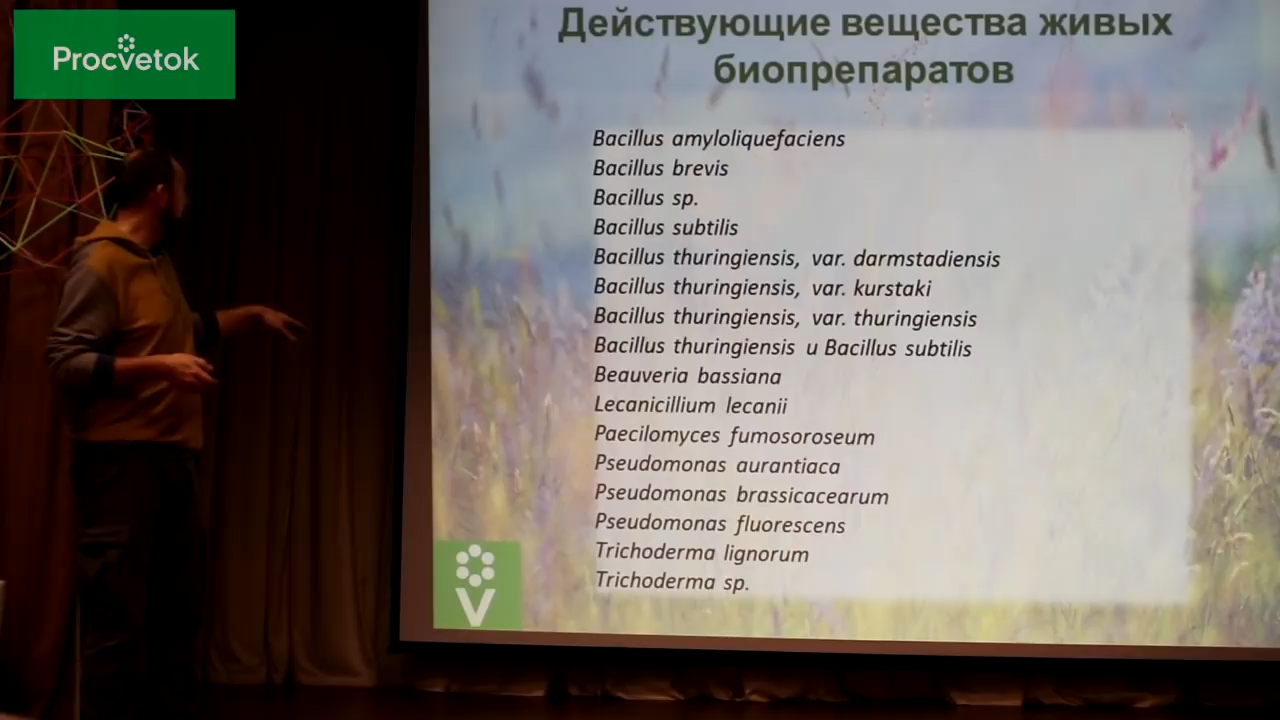 Procvetok
Действующие вещества живых
биопрепаратов
Bacillus amyloliquefaciens
Bacillus brevis
Bacillus sp.
Bacillus subtilis
Bacillus thuringiensis, var. darmstadiensis
Bacillus thuringiensis, var. kurstaki
Bacillus thuringiensis, var. thuringiensis
Bacillus thuringiensis и Bacillus subtilis
Beauveria bassiana
Lecanicillium lecanii
Paecilomyces fumosoroseum
Pseudomonas aurantiaca
Pseudomonas brassicacearum
Pseudomonas fluorescens
Trichoderma lignorum
Trichoderma sp.
V